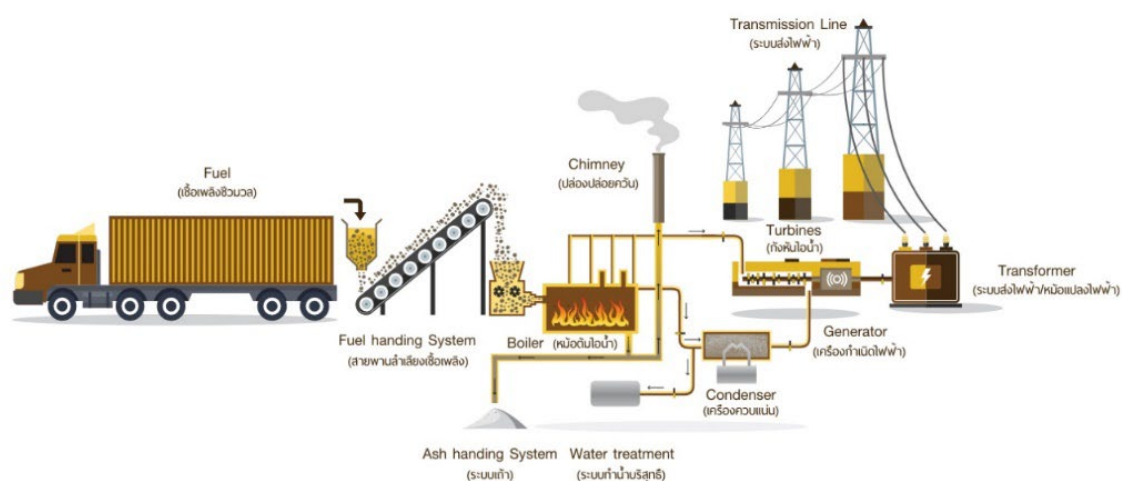 Transmission Line
(ระบบส่งไฟฟ้า)
Fuel
(เชื้อเพลิงชีวมวล)
Chimney
(ปล่องปล่อยควัน)
Turbines
(กังหันไอน้ำ)
Transformer
(ระบบส่งไฟฟ้า/หม้อแปลงไฟฟ้า)
Fuel handing System
(สายพานลำเลียงเชื้อเพลิง)
Boiler (หม้อต้มไอน้ำ)
Generator
(เครื่องกำเนิดไฟฟ้า)
Condenser
(เครื่องควบแน่น)
Ash handing System
(ระบบเถ้า)
Water treatment
(ระบบทำน้ำบริสุทธิ์)